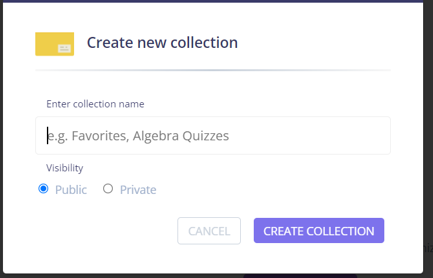 Create new collection
Enter collection name
e.g. Favorites, Algebra Quizzes
Visibility
Public Private
CANCEL CREATE COLLECTION